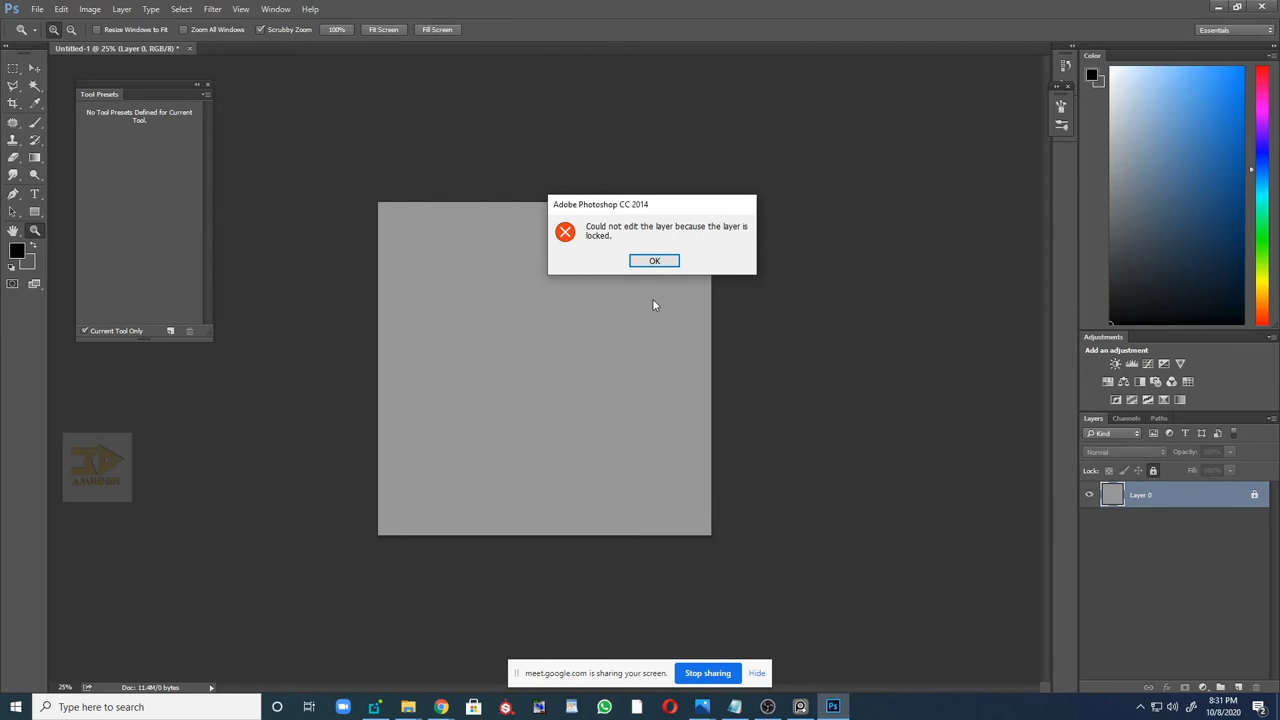 Ps File Edit Image Layer Type Select Filter Window Help
Resize Windows to Fit Zoom All Windows Scrubby Zoom 100% Fit Screen Fill Screen Essentials
Untitled-1 @ 25% (Layer 0, RGB/8) *
Tool Presets
No Tool Presets Defined for Current
Tool.
Current Tool Only
Adobe Photoshop CC 2014
Could not edit the layer because the layer is
locked.
OK
Color
Adjustments
Add an adjustment
Layers Channels Paths
Kind
Normal Opacity: 100%
Lock: Fill: 100%
Layer 0
3D
25% Doc: 11.4M/0 bytes
meet.google.com is sharing your screen. Stop sharing Hide
Type here to search
Ps
8:31 PM
10/8/2020